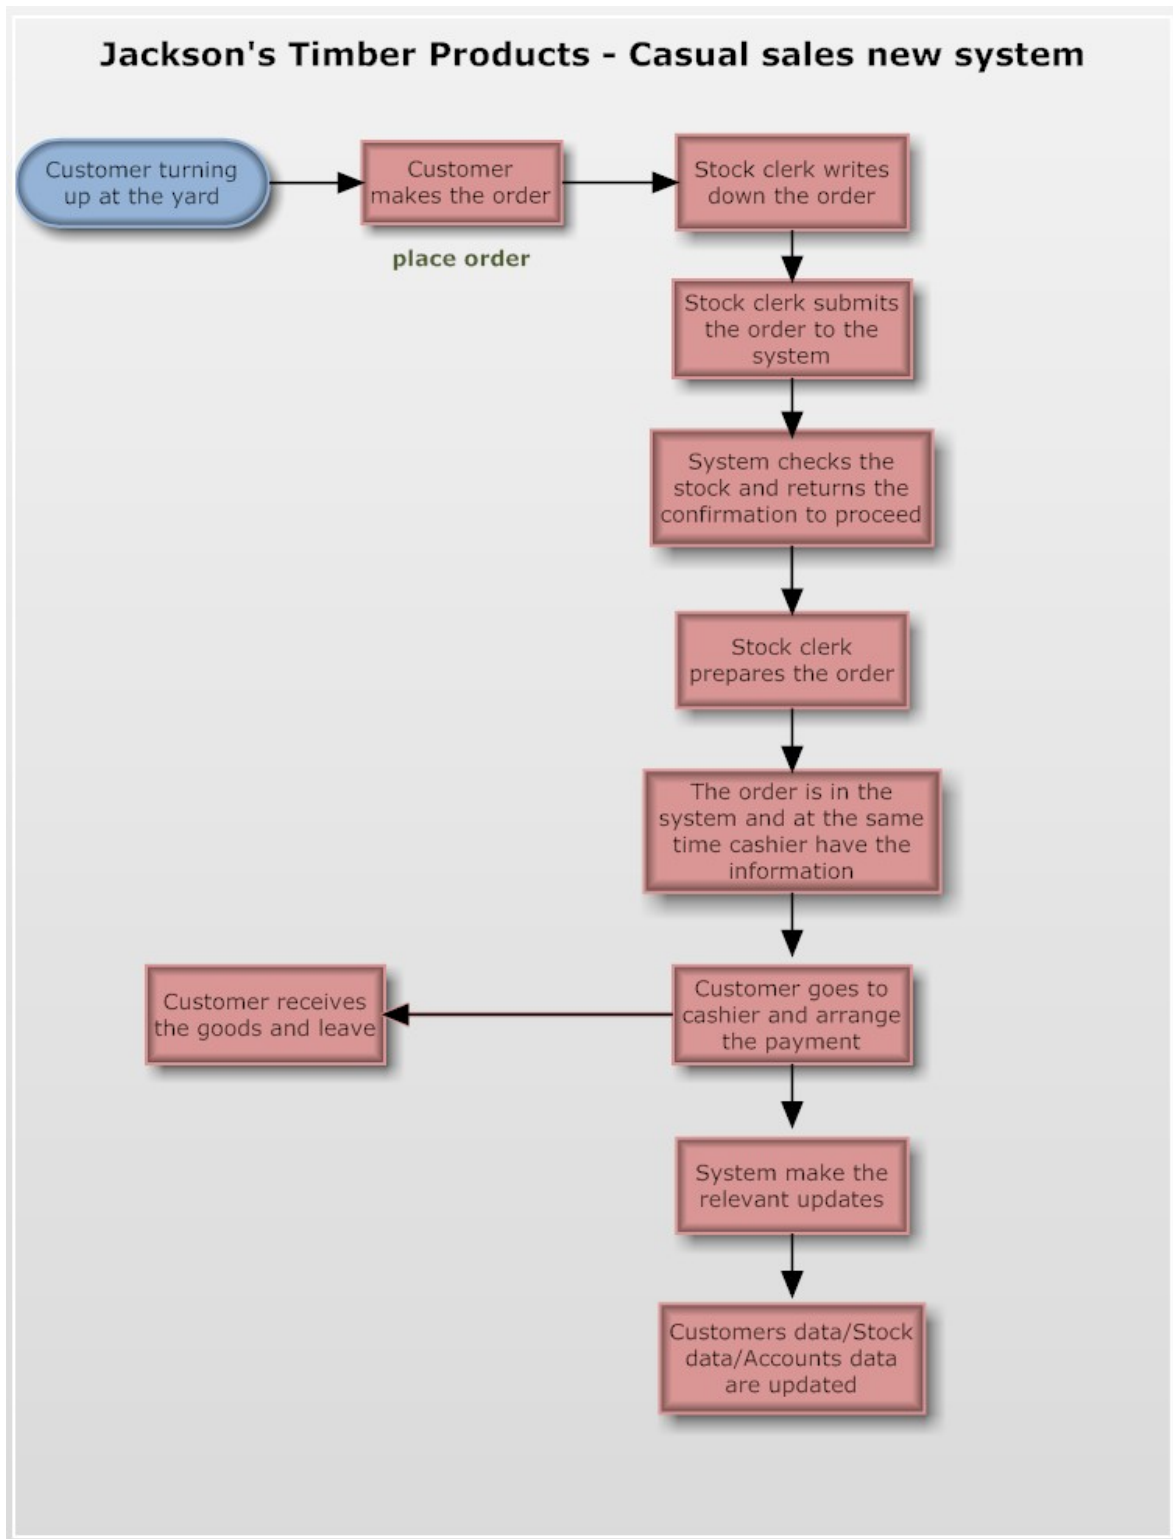 Jackson's Timber Products - Casual sales new system
Customer turning
up at the yard
Customer
makes the order
place order
Stock clerk writes
down the order
Stock clerk submits
the order to the
system
System checks the
stock and returns the
confirmation to proceed
Stock clerk
prepares the order
The order is in the
system and at the same
time cashier have the
information
Customer goes to
cashier and arrange
the payment
Customer receives
the goods and leave
System make the
relevant updates
Customers data/Stock
data/Accounts data
are updated